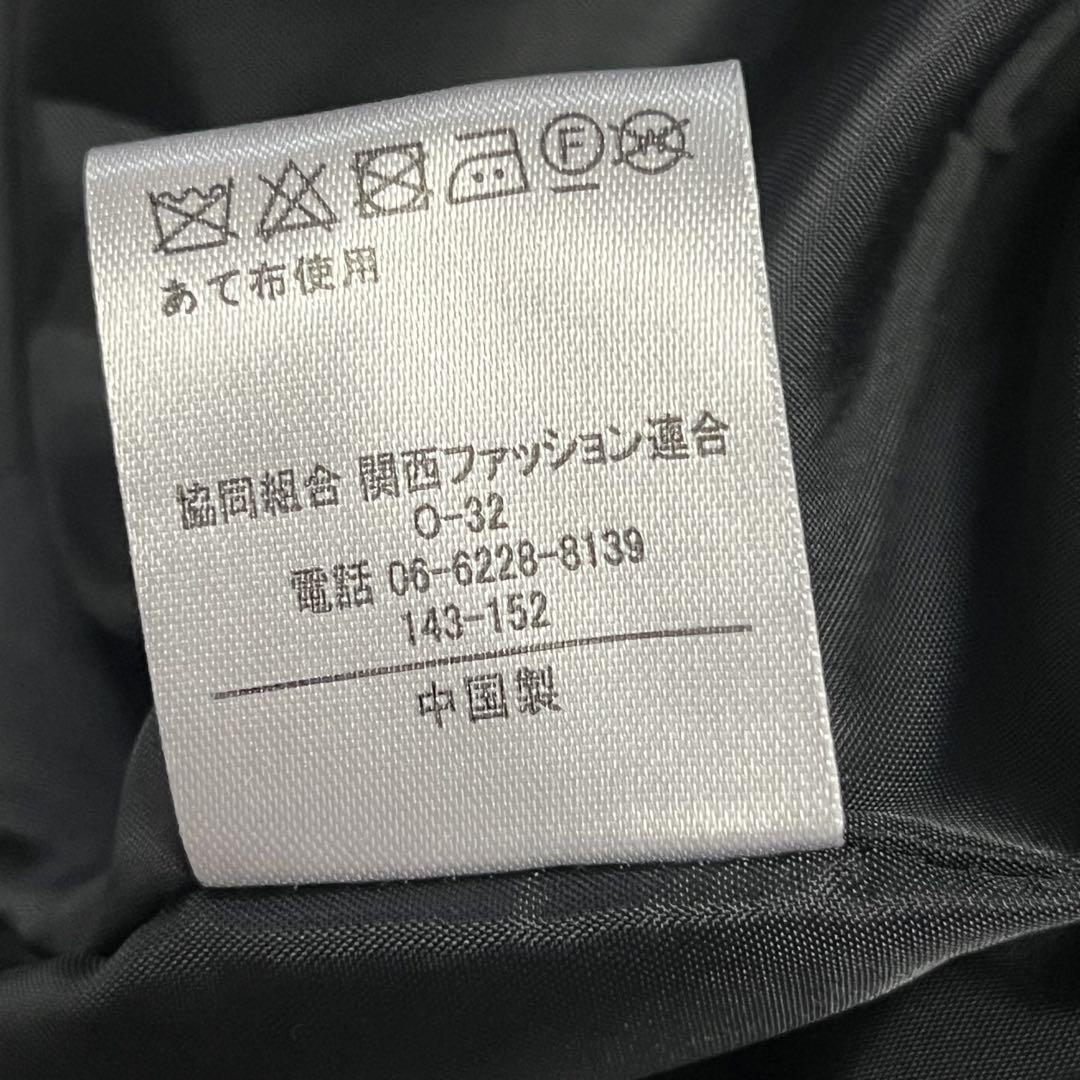 F W
あて布使用
協同組合 関西ファッション連合
O-32
電話 06-6228-8139
143-152
中国製